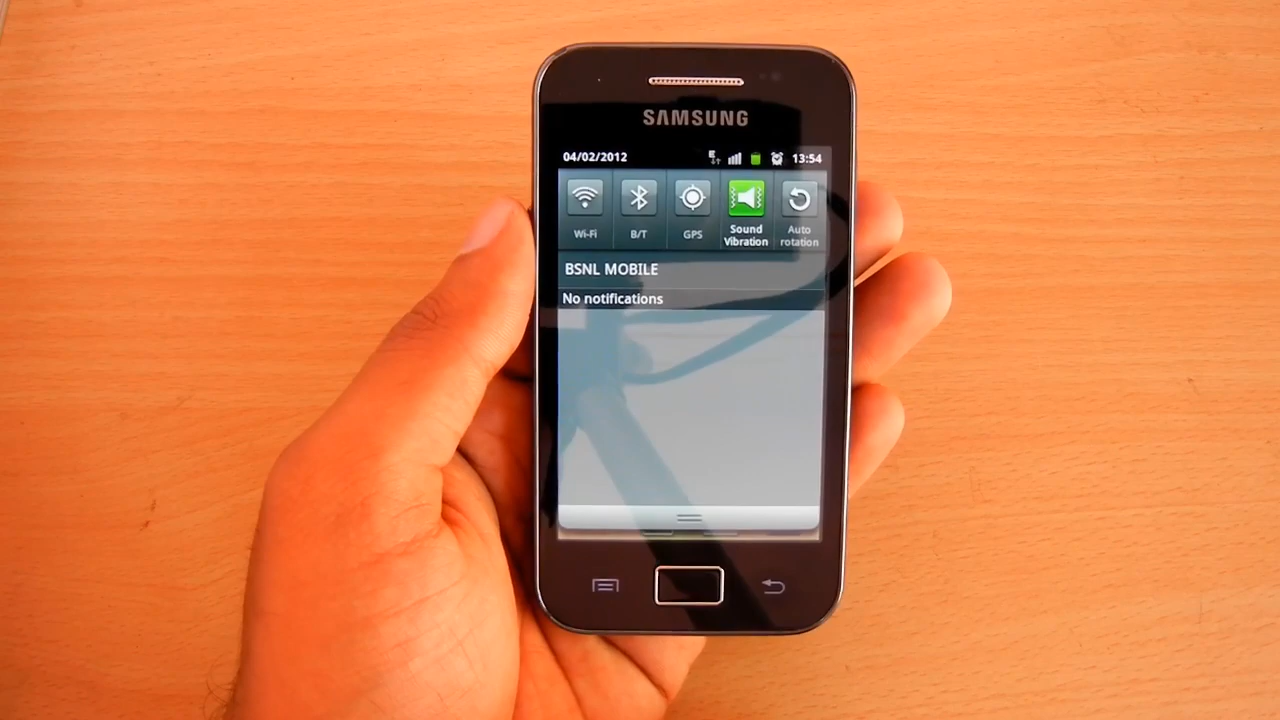 SAMSUNG
04/02/2012 E 13:54
Wi-Fi B/T GPS Sound Vibration Auto rotation
BSNL MOBILE
No notifications